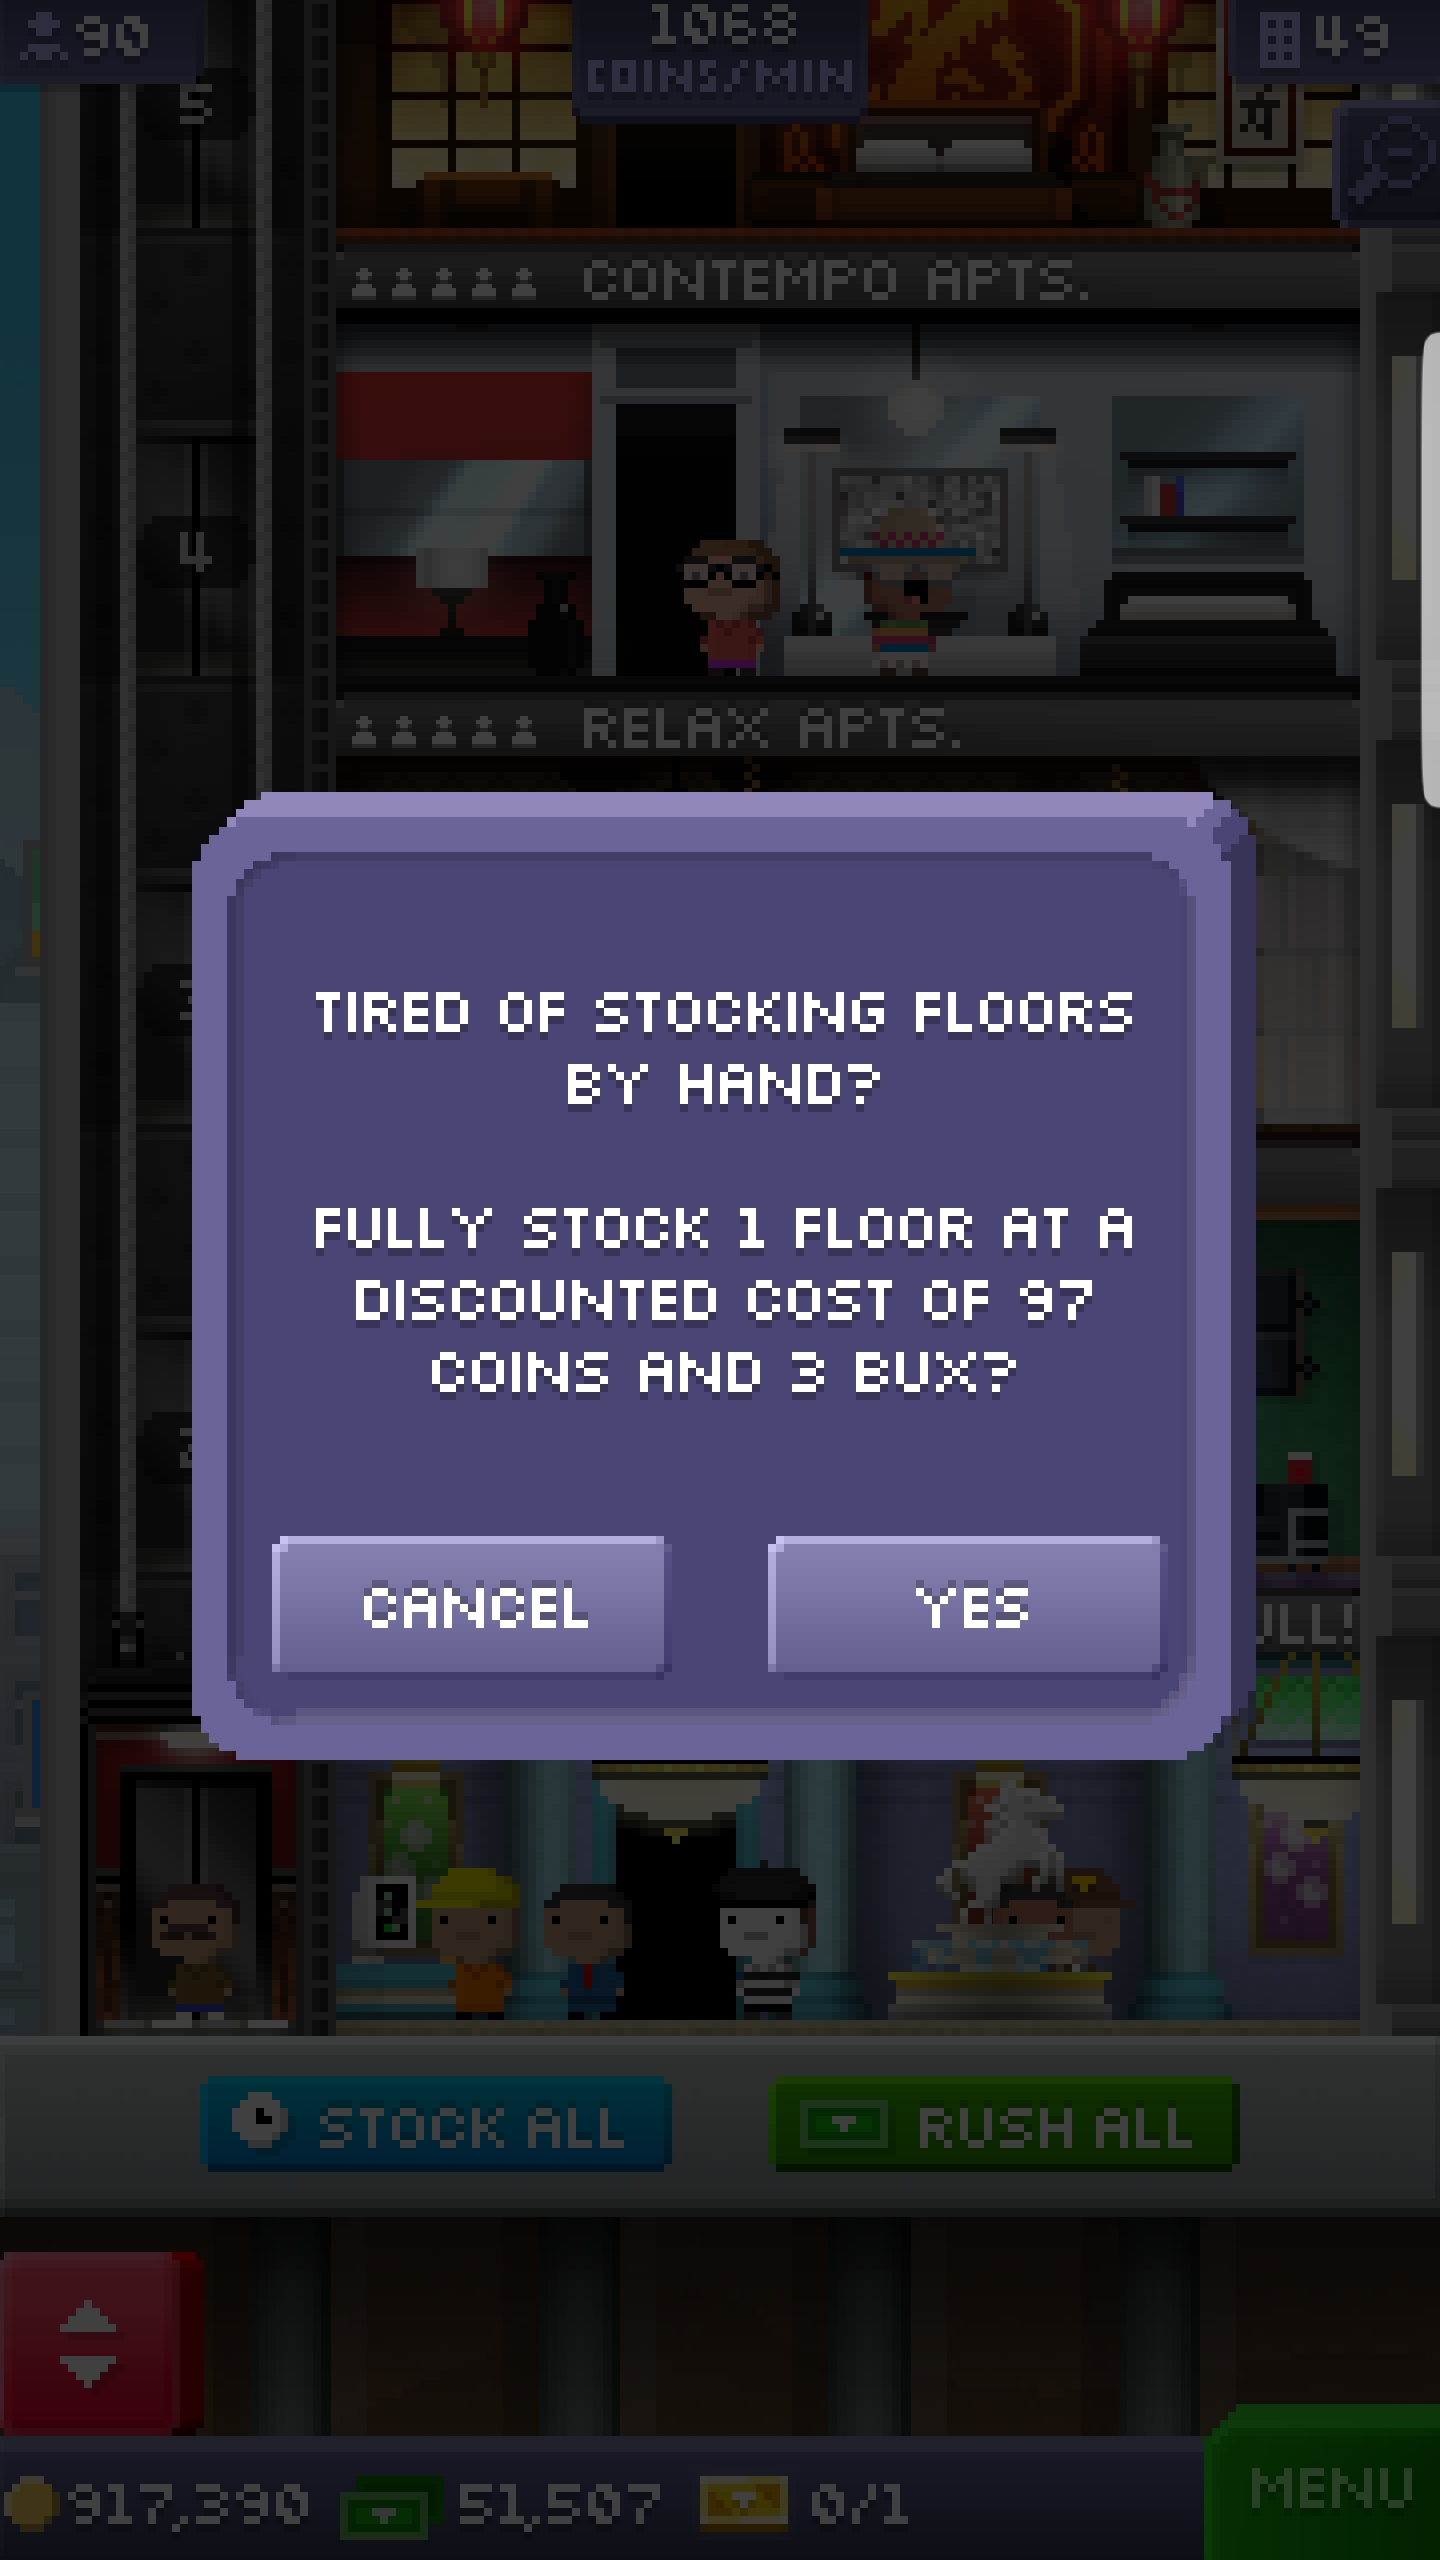 90
1068
COINS/MIN
49
5
CONTEMPO APTS.
4
RELAX APTS.
TIRED OF STOCKING FLOORS
BY HAND?
FULLY STOCK 1 FLOOR AT A
DISCOUNTED COST OF 97
COINS AND 3 BUX?
CANCEL
YES
STOCK ALL
RUSH ALL
917,390
51,507
0/1
MENU